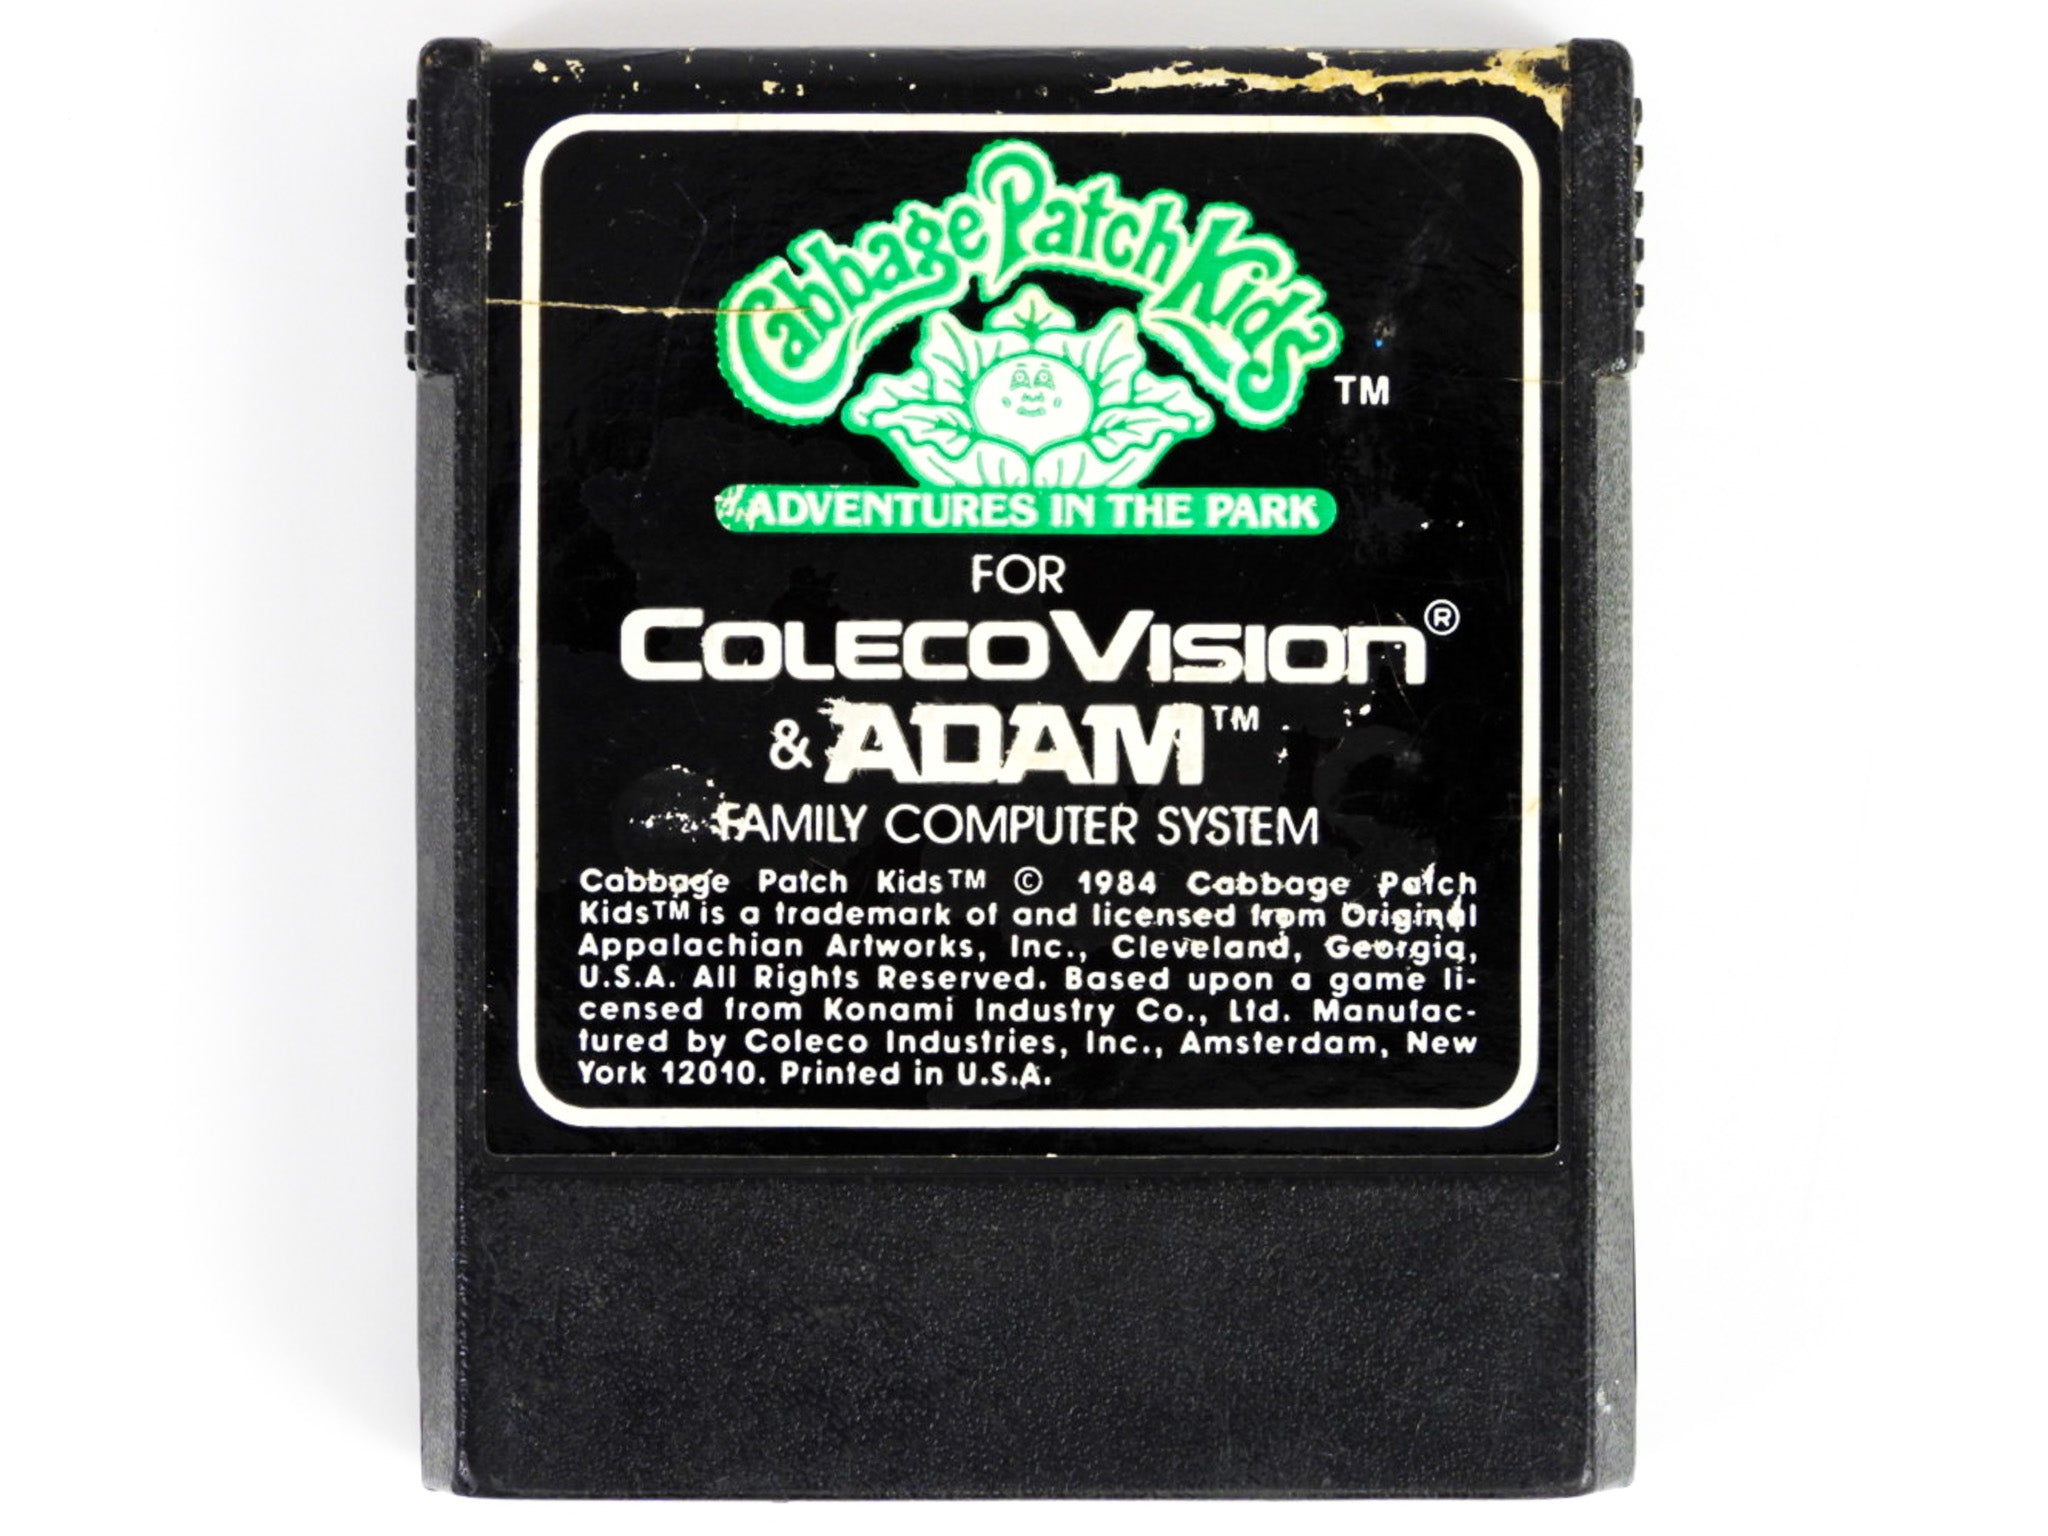 Cabbage Patch Kids™
ADVENTURES IN THE PARK
FOR
COLECOVISION®
& ADAM™
FAMILY COMPUTER SYSTEM
Cabbage Patch Kids™ © 1984 Cabbage Patch
Kids™ is a trademark of and licensed from Original
Appalachian Artworks, Inc., Cleveland, Georgia,
U.S.A. All Rights Reserved. Based upon a game li-
censed from Konami Industry Co., Ltd. Manufac-
tured by Coleco Industries, Inc., Amsterdam, New
York 12010. Printed in U.S.A.